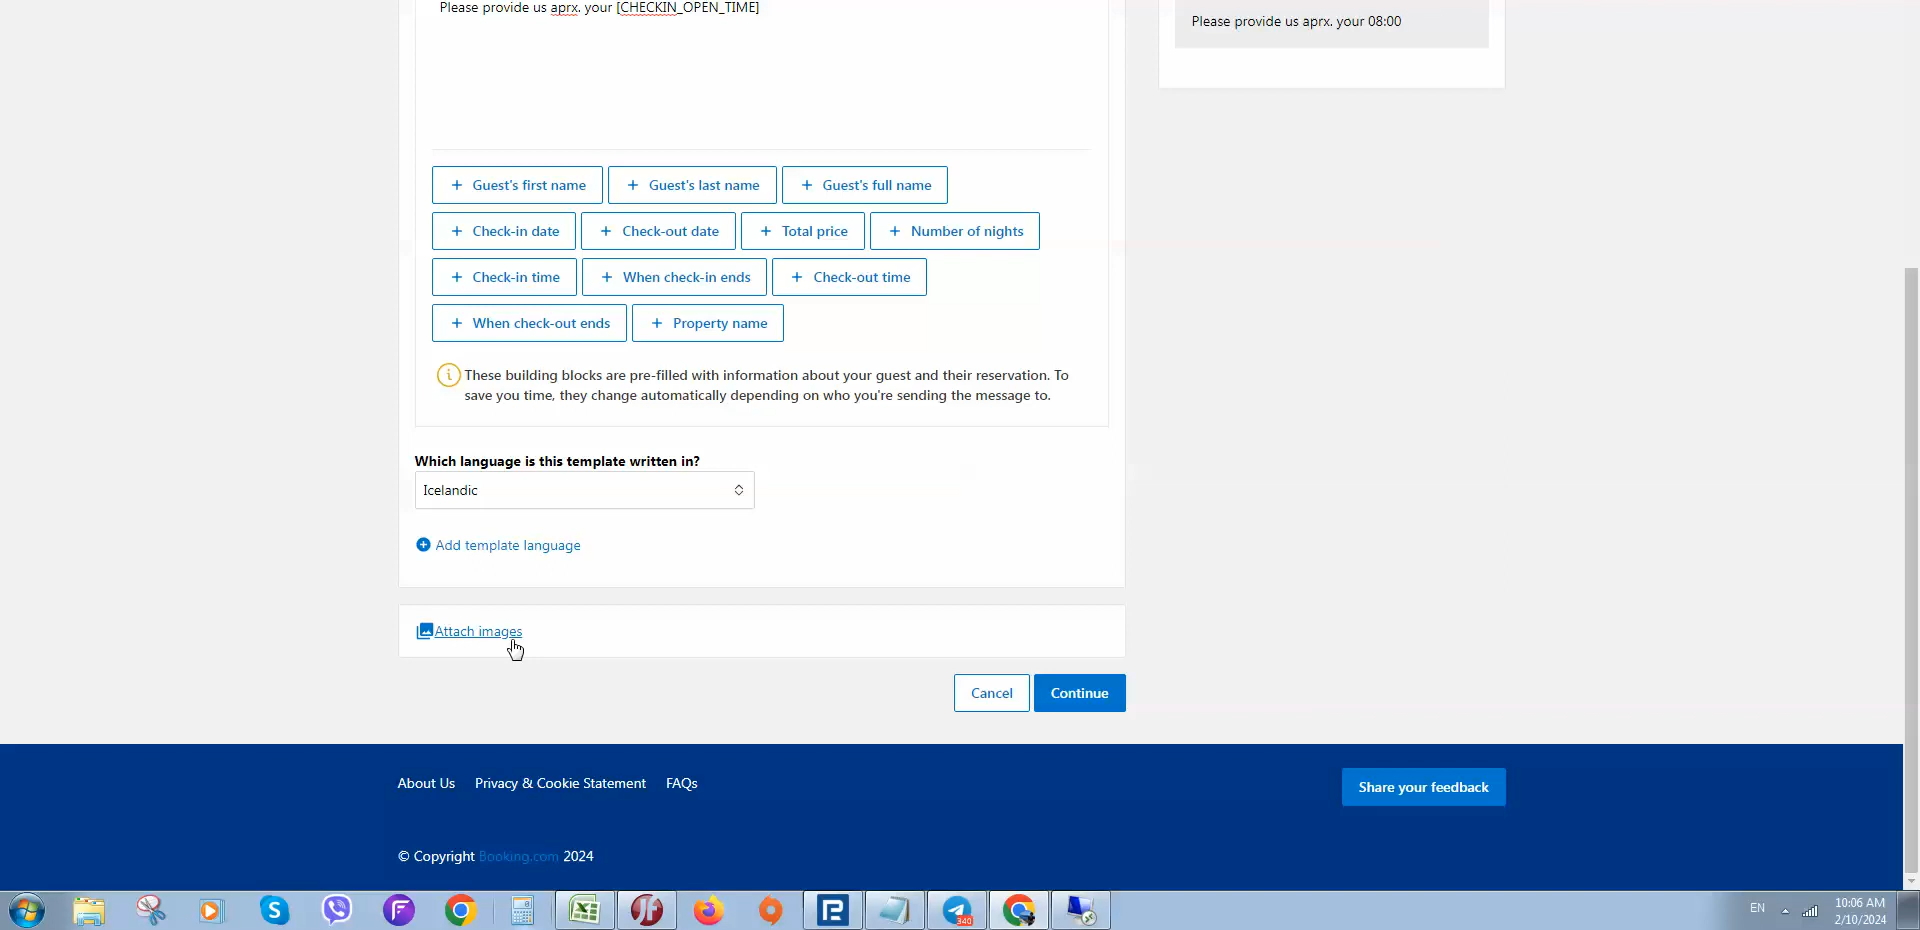 Please provide us aprx. your [CHECKIN_OPEN_TIME]
Please provide us aprx. your 08:00
+ Guest's first name + Guest's last name + Guest's full name
+ Check-in date + Check-out date + Total price + Number of nights
+ Check-in time + When check-in ends + Check-out time
+ When check-out ends + Property name
These building blocks are pre-filled with information about your guest and their reservation. To
save you time, they change automatically depending on who you're sending the message to.
Which language is this template written in?
Icelandic
Add template language
Attach images
Cancel Continue
About Us Privacy & Cookie Statement FAQs
Share your feedback
© Copyright Booking.com 2024
340
EN
10:06 AM
2/10/2024